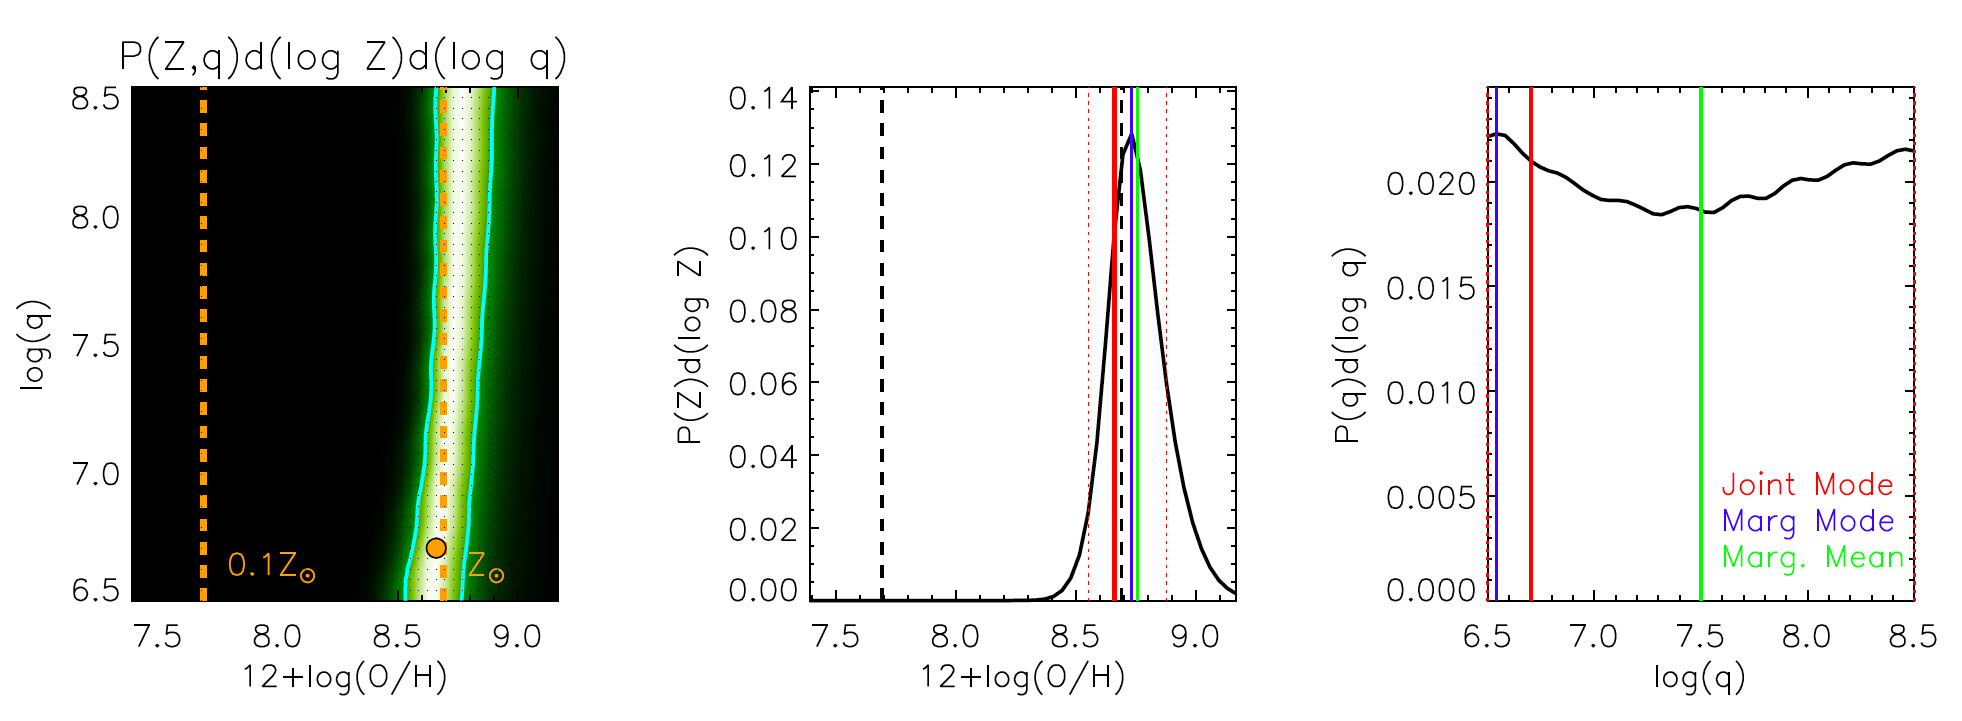 P(Z,q)d(log Z)d(log q)
log(q)
8.5
8.0
7.5
7.0
6.5
0.1Z⊙
Z⊙
7.5 8.0 8.5 9.0
12+log(O/H)
P(Z)d(log Z)
0.14
0.12
0.10
0.08
0.06
0.04
0.02
0.00
7.5 8.0 8.5 9.0
12+log(O/H)
P(q)d(log q)
0.020
0.015
0.010
0.005
0.000
Joint Mode
Marg Mode
Marg. Mean
6.5 7.0 7.5 8.0 8.5
log(q)